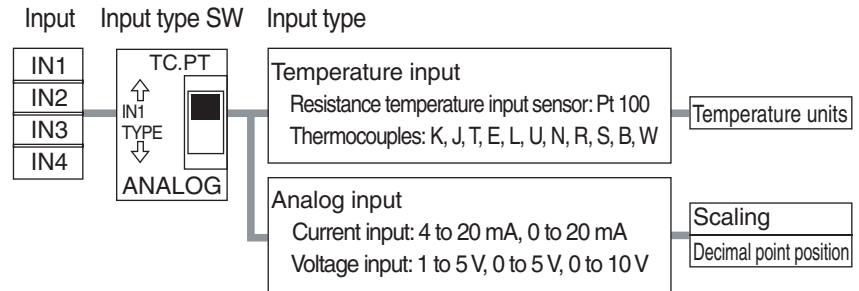 Input Input type SW Input type
IN1
IN2
IN3
IN4
TC.PT
IN1
TYPE
ANALOG
Temperature input
Resistance temperature input sensor: Pt 100
Thermocouples: K, J, T, E, L, U, N, R, S, B, W
Temperature units
Analog input
Current input: 4 to 20 mA, 0 to 20 mA
Voltage input: 1 to 5 V, 0 to 5 V, 0 to 10 V
Scaling
Decimal point position